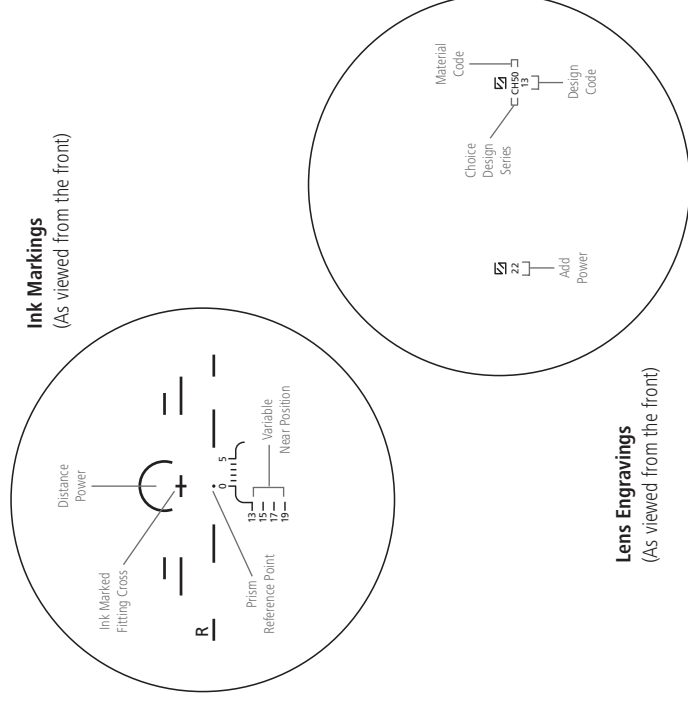 Ink Markings
(As viewed from the front)
Distance
Power
Ink Marked
Fitting Cross
R
Prism
Reference Point
0 5
13
15
17
19
Variable
Near Position
Lens Engravings
(As viewed from the front)
Material
Code
Choice
Design
Series
CH50
13
Design
Code
22
Add
Power